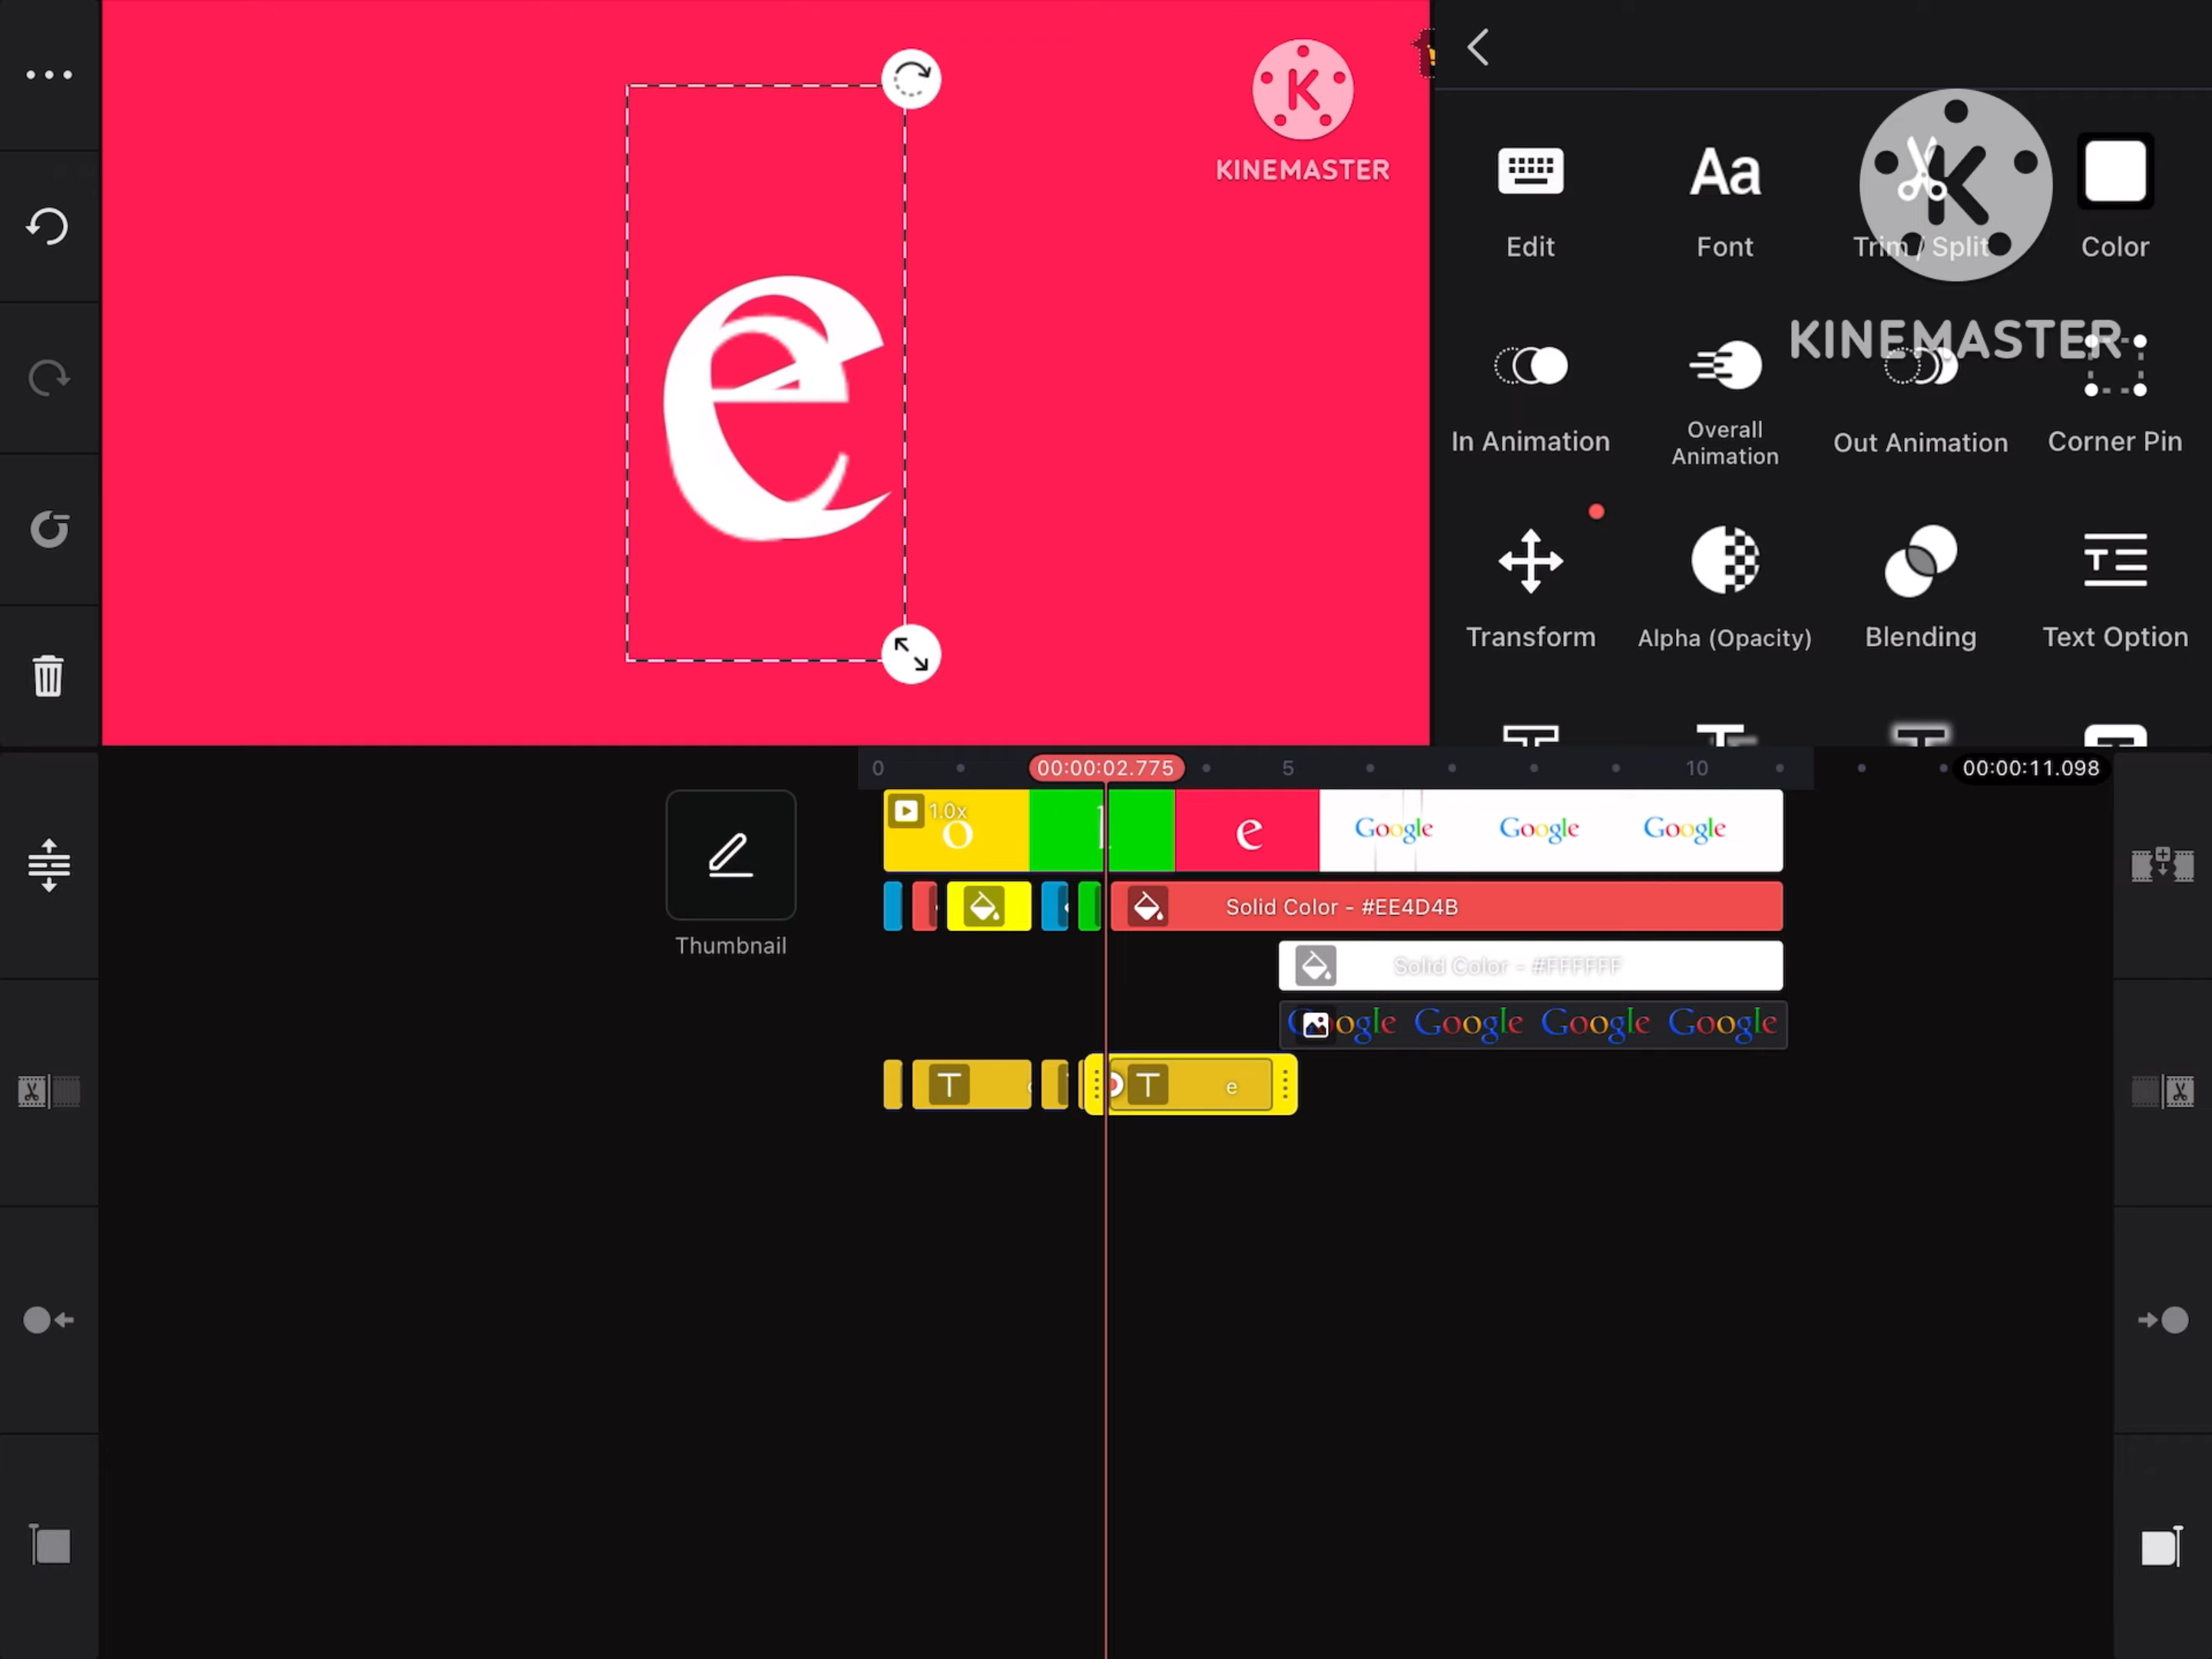 e
K
KINEMASTER
Edit
Font
Trim / Split
Color
K
KINEMASTER
In Animation
Overall
Animation
Out Animation
Corner Pin
Transform
Alpha (Opacity)
Blending
Text Option
0
00:00:02.775
5
10
00:00:11.098
1.0x
o
l
e
Google
Google
Google
Thumbnail
Solid Color - #EE4D4B
Solid Color - #FFFFFF
Google
Google
Google
Google
T
T
e